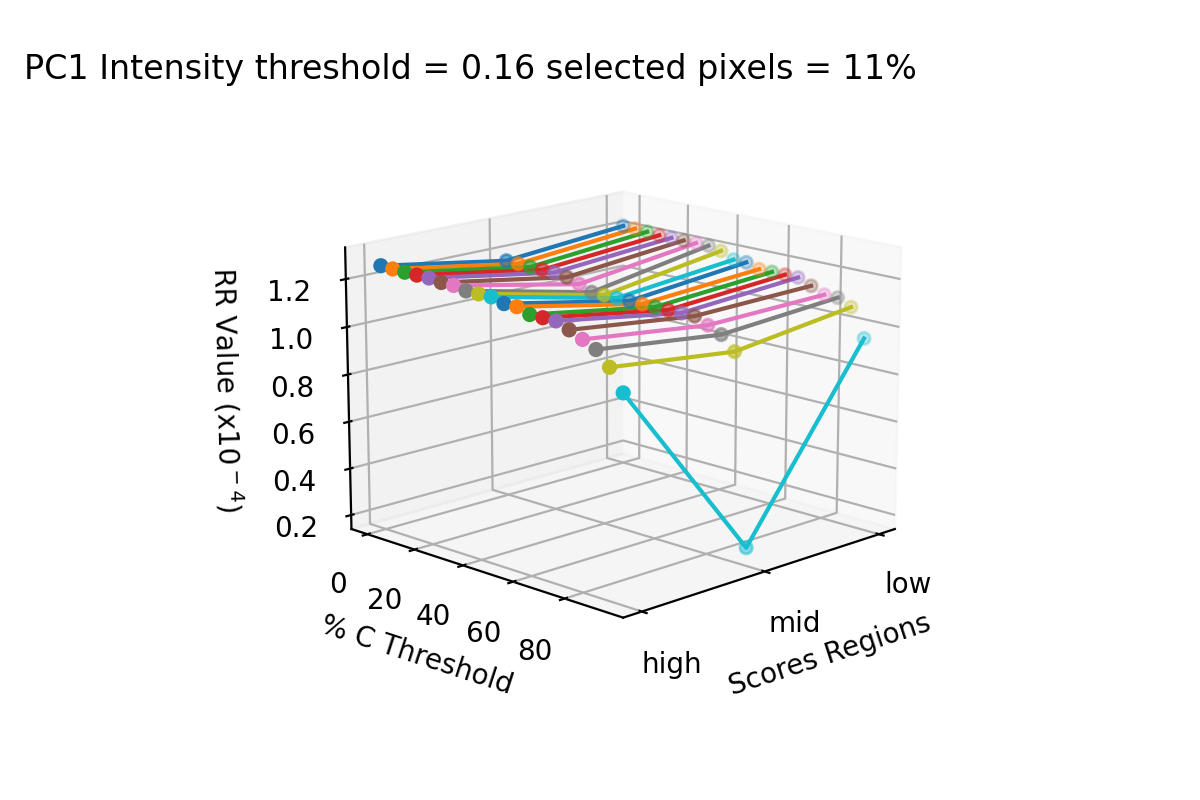 PC1 Intensity threshold = 0.16 selected pixels = 11%
RR Value (x10⁻⁴)
1.2
1.0
0.8
0.6
0.4
0.2
0
20
40
60
80
% C Threshold
high
mid
low
Scores Regions